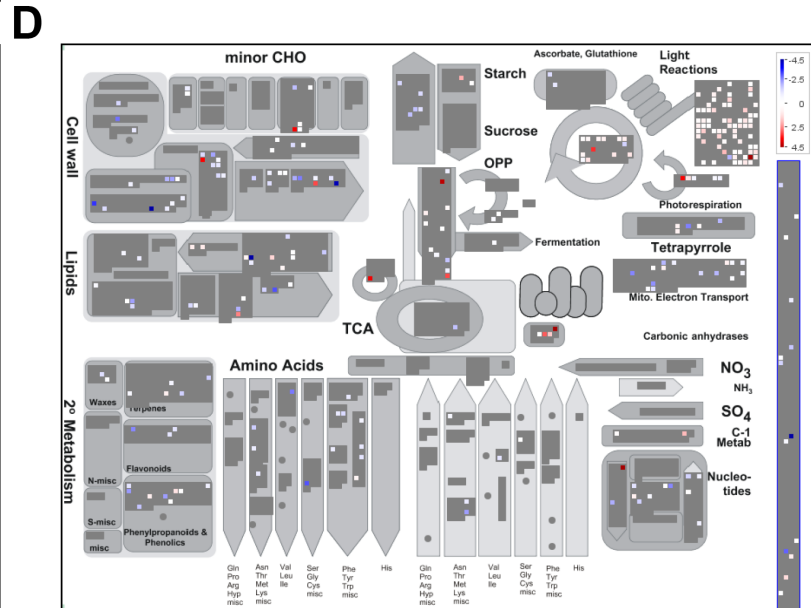 D
minor CHO
Cell wall
Lipids
2° Metabolism
Starch
Sucrose
OPP
Fermentation
TCA
Ascorbate, Glutathione
Light
Reactions
Photorespiration
Tetrapyrrole
Mito. Electron Transport
Carbonic anhydrases
-4.5
-2.5
0
2.5
4.5
Amino Acids
NO3
NH3
SO4
C-1
Metab
Nucleo-
tides
Waxes
Terpenes
N-misc
Flavonoids
S-misc
Phenylpropanoids &
Phenolics
misc
Gln
Pro
Arg
Hyp
misc
Asn
Thr
Met
Lys
misc
Val
Leu
Ile
Ser
Gly
Cys
misc
Phe
Tyr
Trp
misc
His
Gln
Pro
Arg
Hyp
misc
Asn
Thr
Met
Lys
misc
Val
Leu
Ile
Ser
Gly
Cys
misc
Phe
Tyr
Trp
misc
His